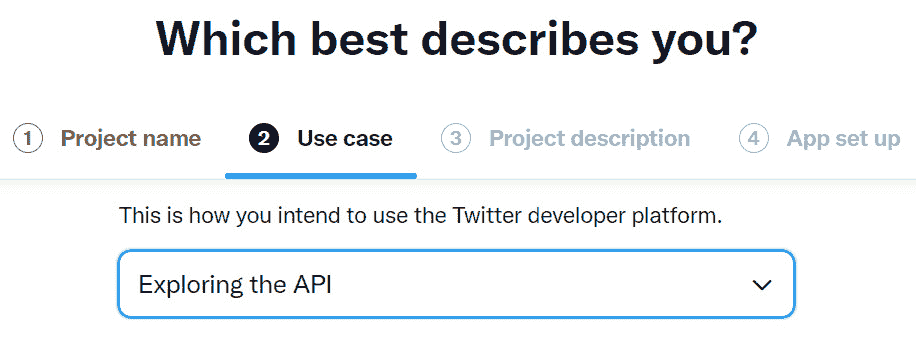 Which best describes you?
1 Project name 2 Use case 3 Project description 4 App set up
This is how you intend to use the Twitter developer platform.
Exploring the API